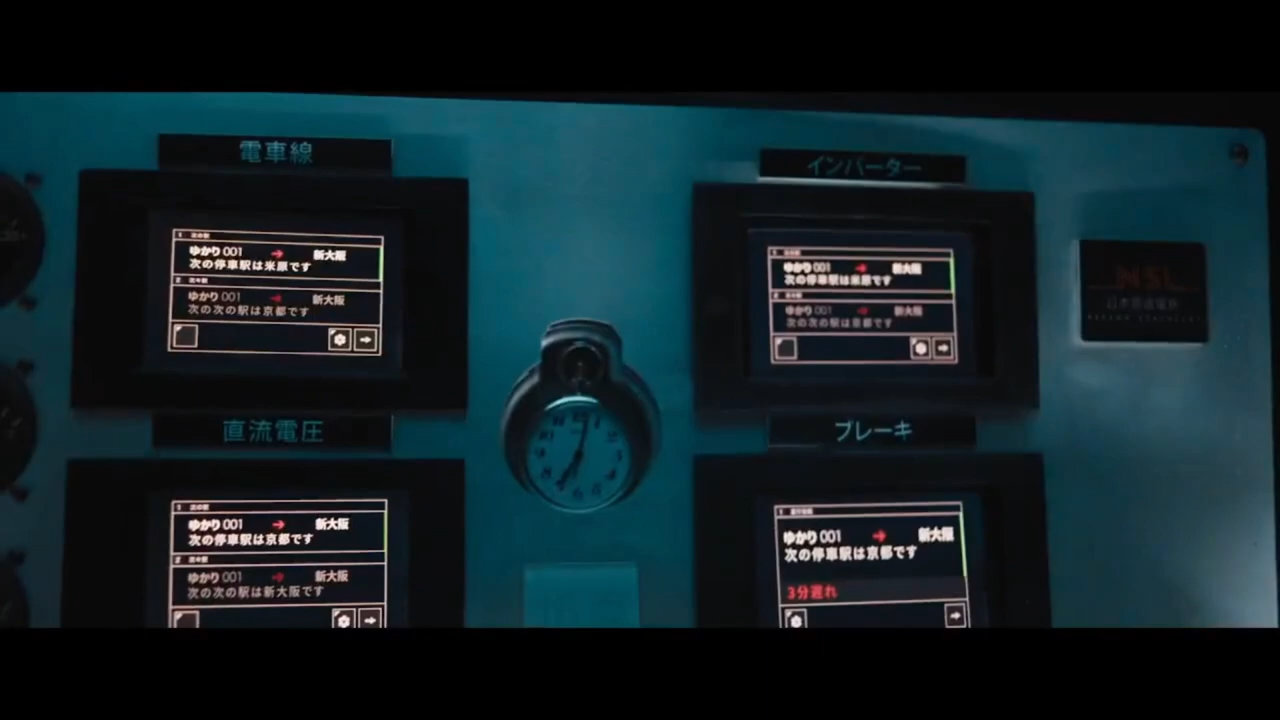 電車線
インバーター
ゆかり 001 → 新大阪
次の停車駅は米原です
ゆかり 001 → 新大阪
次の次の駅は京都です
ゆかり 001 → 新大阪
次の停車駅は米原です
ゆかり 001 → 新大阪
次の次の駅は京都です
NSL
直流電圧
ブレーキ
ゆかり 001 → 新大阪
次の停車駅は京都です
ゆかり 001 → 新大阪
次の次の駅は新大阪です
ゆかり 001 → 新大阪
次の停車駅は京都です
3分遅れ